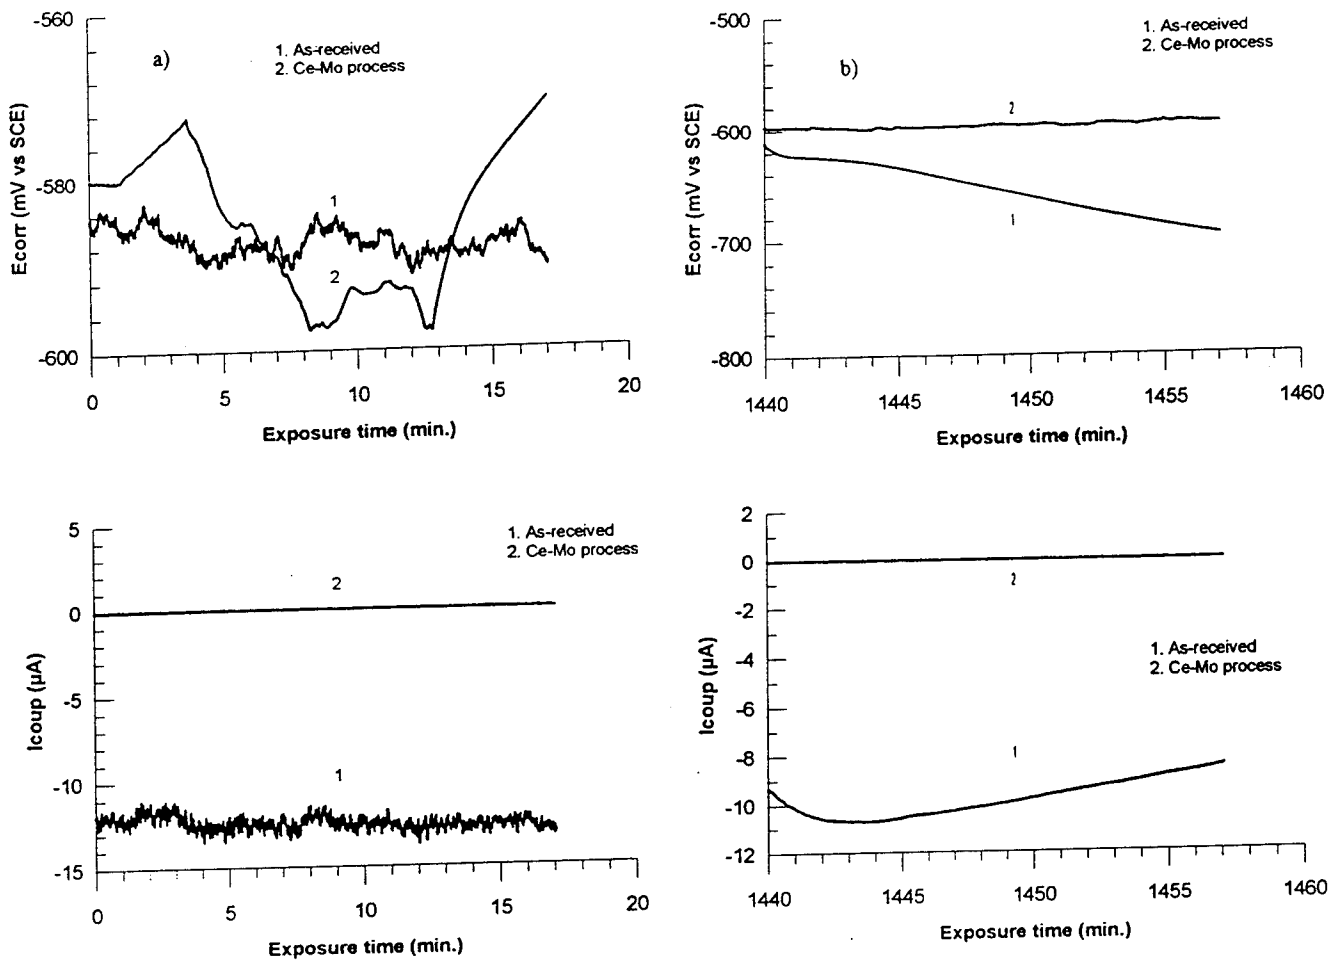 -560
a)
1. As-received
2. Ce-Mo process
Ecorr (mV vs SCE)
-580
1
2
-600
0
5
10
15
20
Exposure time (min.)
-500
b)
1. As-received
2. Ce-Mo process
Ecorr (mV vs SCE)
2
-600
1
-700
-800
1440
1445
1450
1455
1460
Exposure time (min.)
5
1. As-received
2. Ce-Mo process
2
0
Icoup (µA)
-5
1
-10
-15
0
5
10
15
20
Exposure time (min.)
2
0
2
-2
-4
1. As-received
2. Ce-Mo process
Icoup (µA)
-6
1
-8
-10
-12
1440
1445
1450
1455
1460
Exposure time (min.)